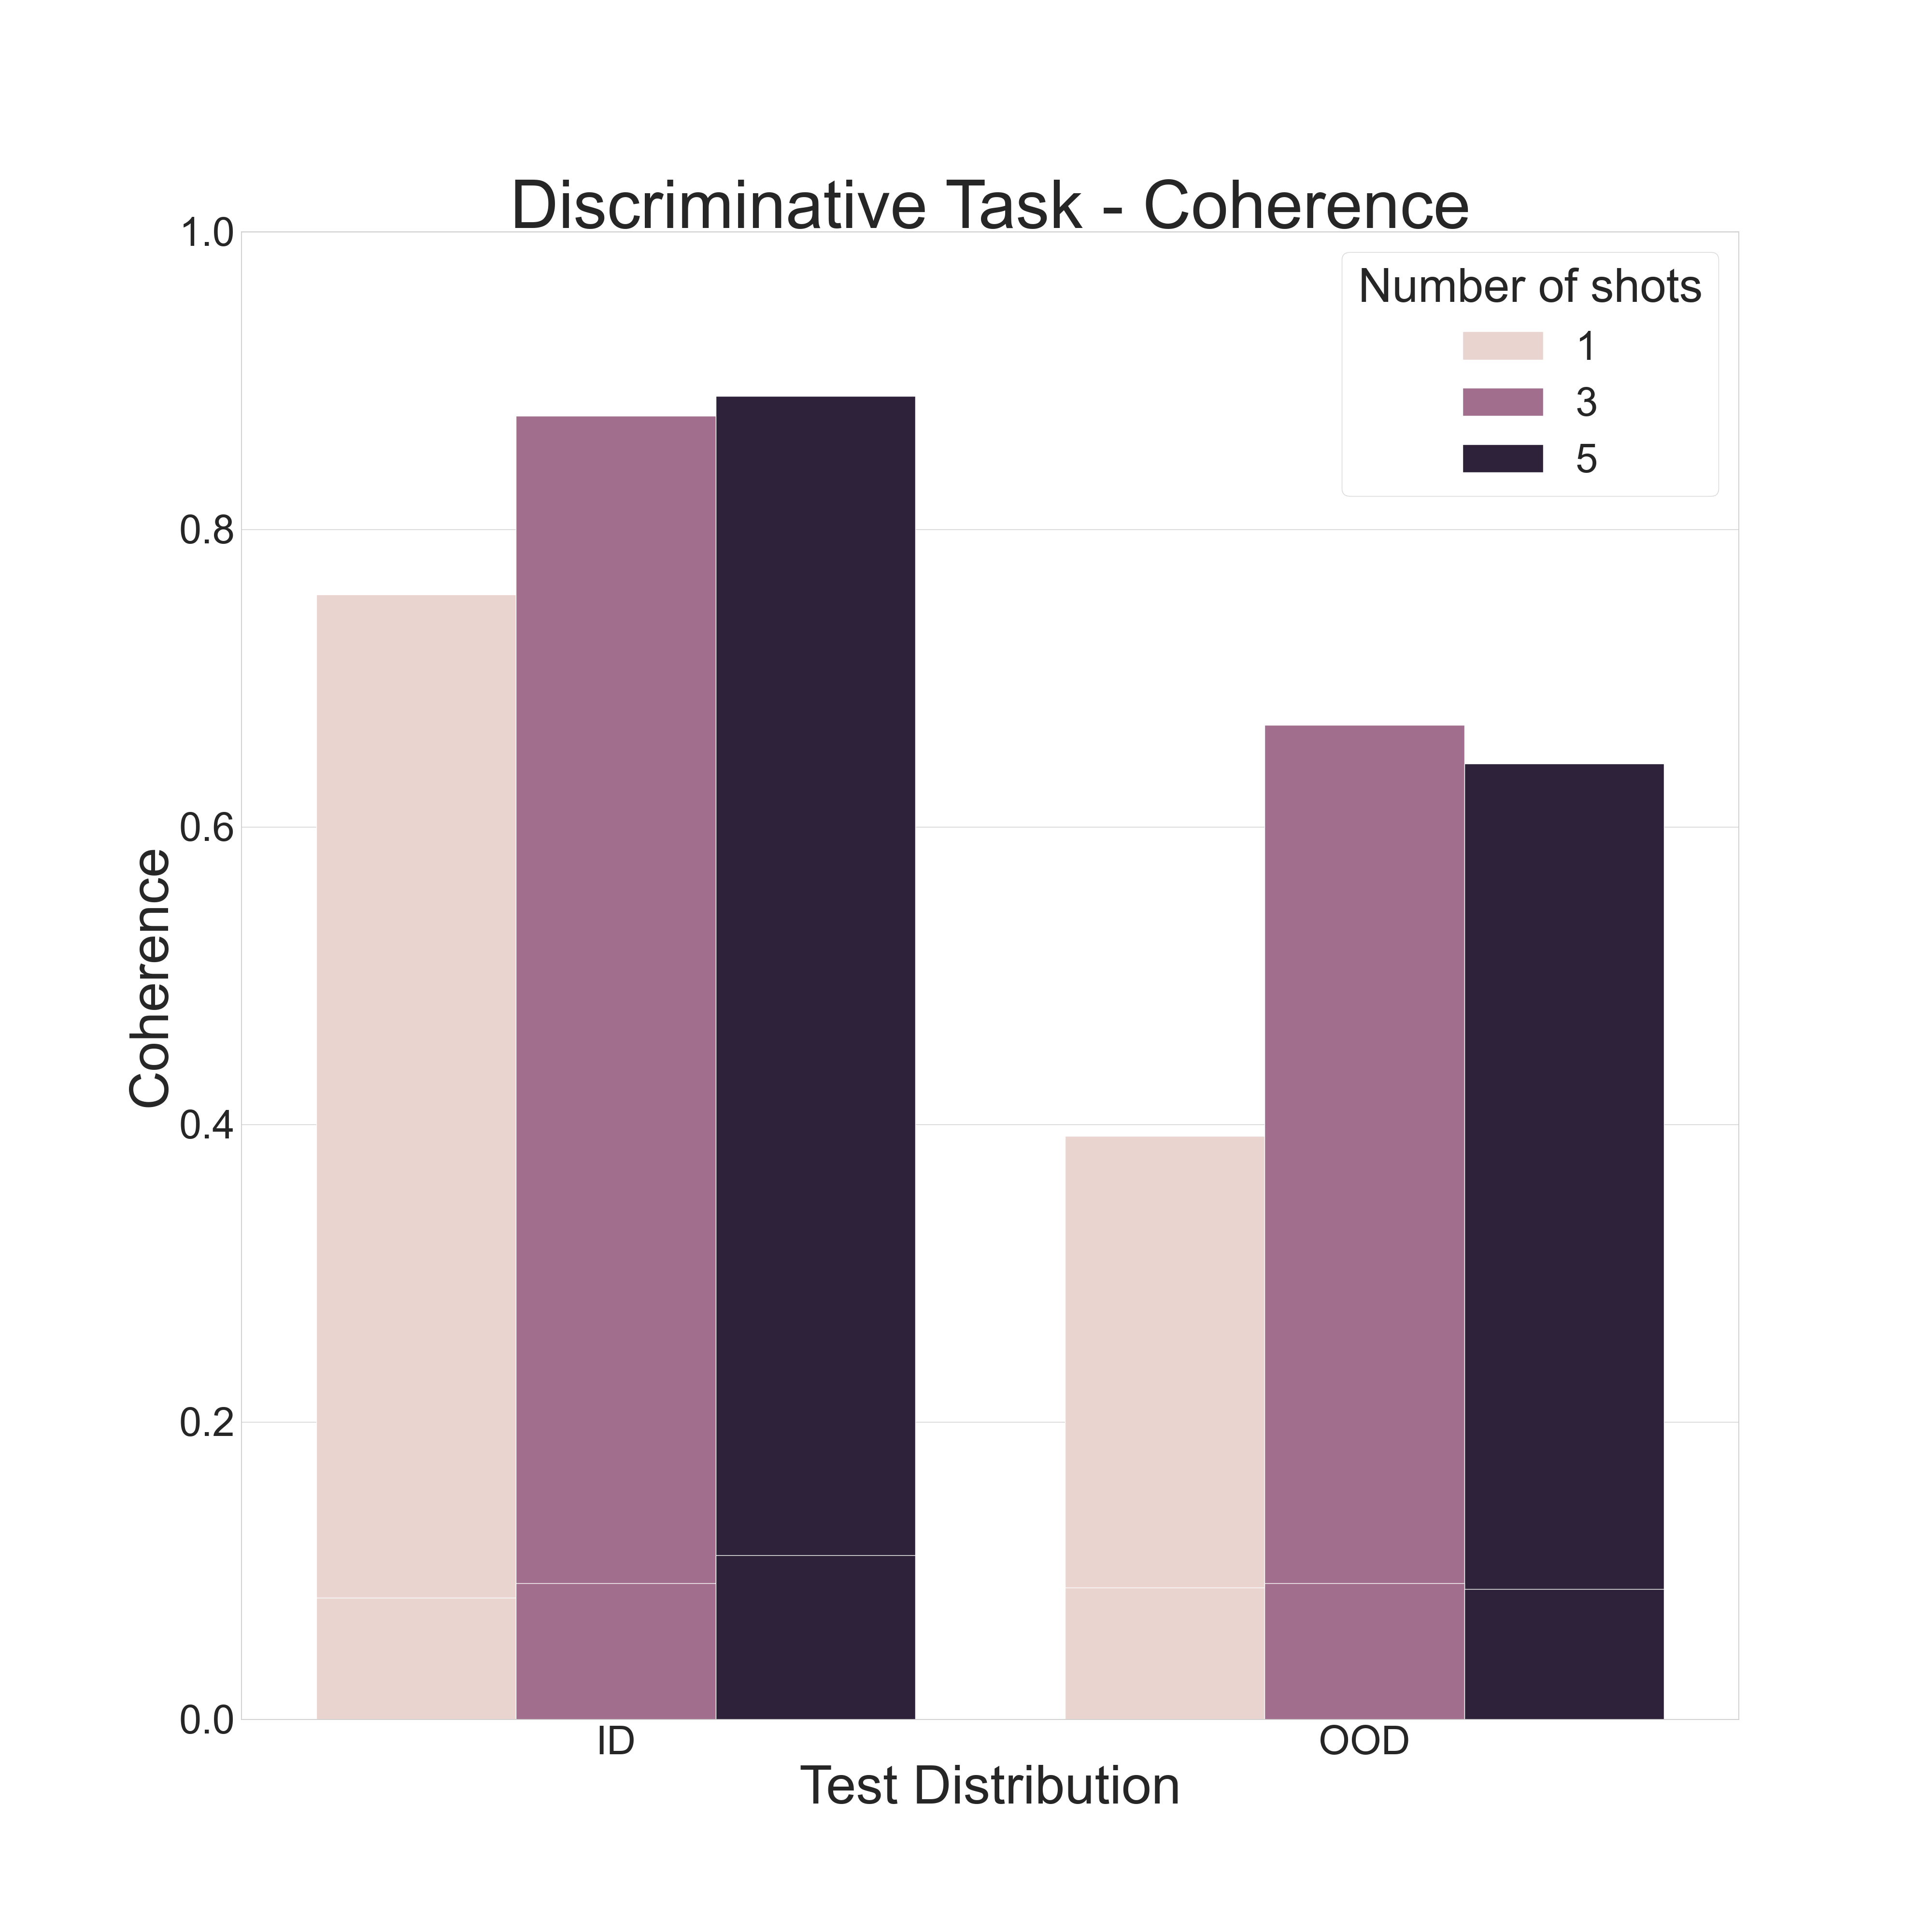 Discriminative Task - Coherence
1.0
0.8
0.6
0.4
0.2
0.0
Coherence
Number of shots
1
3
5
ID
OOD
Test Distribution